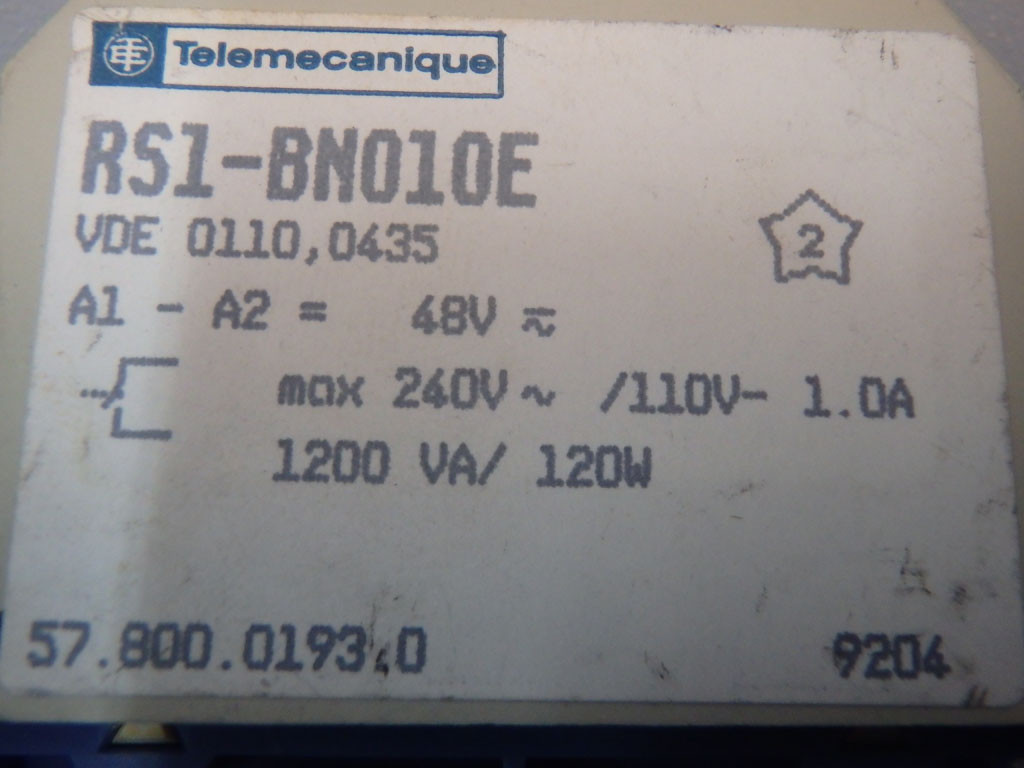 Telemecanique
RS1-BN010E
VDE 0110,0435
2
A1 - A2 = 48V ≂
max 240V~ /110V- 1.0A
1200 VA/ 120W
57.800.0193.0
9204